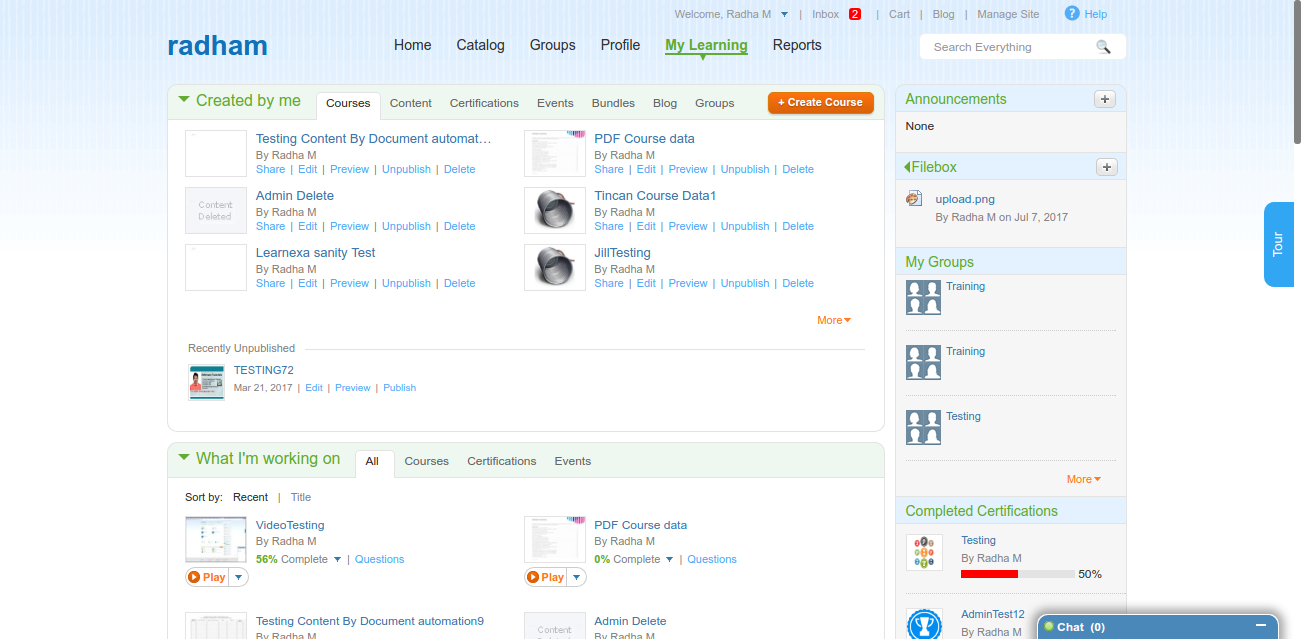 Welcome, Radha M | Inbox 2 | Cart | Blog | Manage Site ? Help
radham
Home Catalog Groups Profile My Learning Reports
Search Everything
Created by me Courses Content Certifications Events Bundles Blog Groups + Create Course
Testing Content By Document automat...
By Radha M
Share | Edit | Preview | Unpublish | Delete
PDF Course data
By Radha M
Share | Edit | Preview | Unpublish | Delete
Content
Deleted
Admin Delete
By Radha M
Share | Edit | Preview | Unpublish | Delete
Tincan Course Data1
By Radha M
Share | Edit | Preview | Unpublish | Delete
Learnexa sanity Test
By Radha M
Share | Edit | Preview | Unpublish | Delete
JillTesting
By Radha M
Share | Edit | Preview | Unpublish | Delete
More
Recently Unpublished
TESTING72
Mar 21, 2017 | Edit | Preview | Publish
What I'm working on All Courses Certifications Events
Sort by: Recent | Title
VideoTesting
By Radha M
56% Complete | Questions
Play
PDF Course data
By Radha M
0% Complete | Questions
Play
Testing Content By Document automation9
By Radha M
Content
Admin Delete
By Radha M
Announcements +
None
Filebox +
upload.png
By Radha M on Jul 7, 2017
My Groups
Training
Training
Testing
More
Completed Certifications
Testing
By Radha M
50%
AdminTest12
By Radha M
Tour
Chat (0)